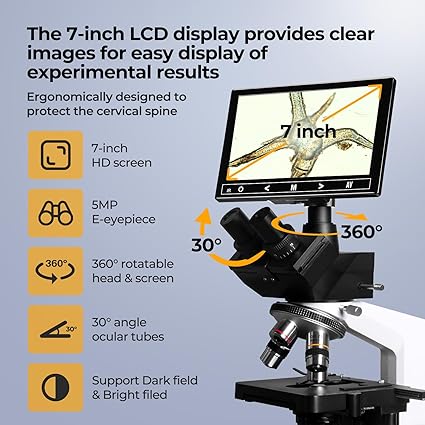 The 7-inch LCD display provides clear
images for easy display of
experimental results
Ergonomically designed to
protect the cervical spine
7-inch
HD screen
5MP
E-eyepiece
360°
360° rotatable
head & screen
30°
30° angle
ocular tubes
Support Dark field
& Bright filed
7 inch
< M > AV
30°
360°